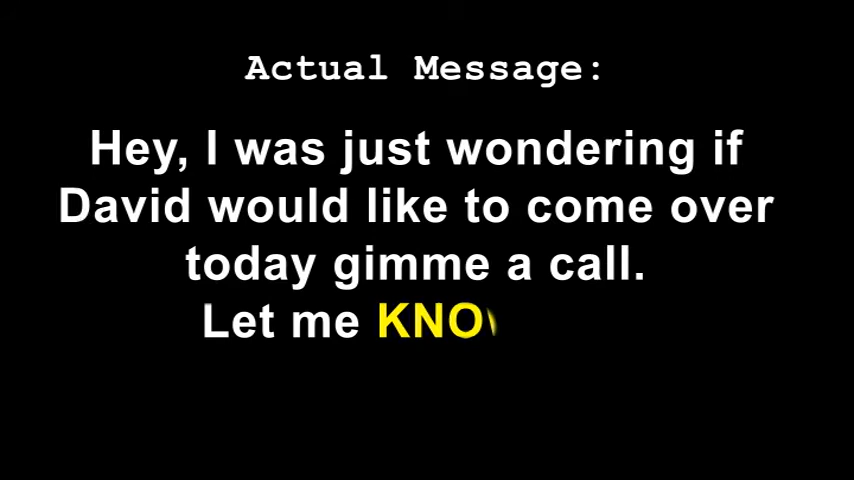 Actual Message:
Hey, I was just wondering if
David would like to come over
today gimme a call.
Let me KNO